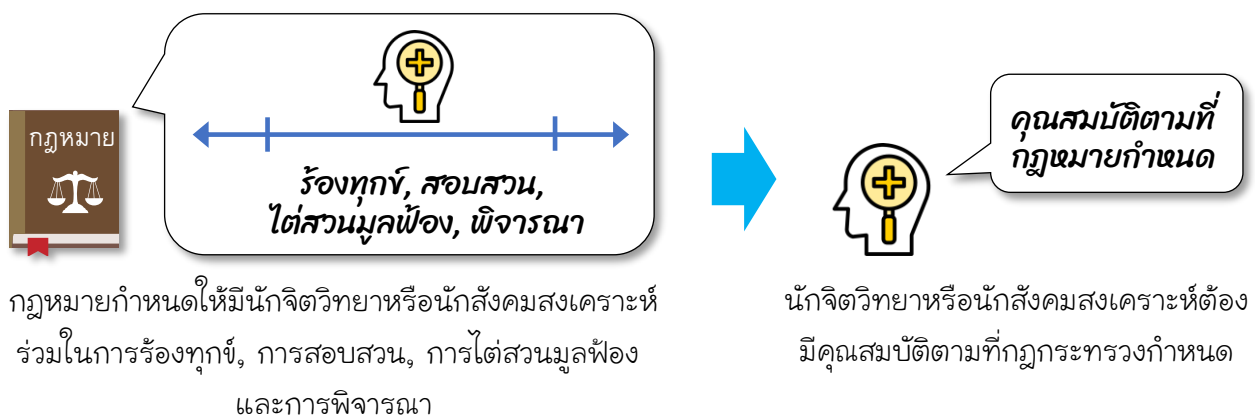 กฎหมาย
ร้องทุกข์, สอบสวน,
ไต่สวนมูลฟ้อง, พิจารณา
คุณสมบัติตามที่
กฎหมายกำหนด
กฎหมายกำหนดให้มีนักจิตวิทยาหรือนักสังคมสงเคราะห์
ร่วมในการร้องทุกข์, การสอบสวน, การไต่สวนมูลฟ้อง
และการพิจารณา
นักจิตวิทยาหรือนักสังคมสงเคราะห์ต้อง
มีคุณสมบัติตามที่กฎกระทรวงกำหนด